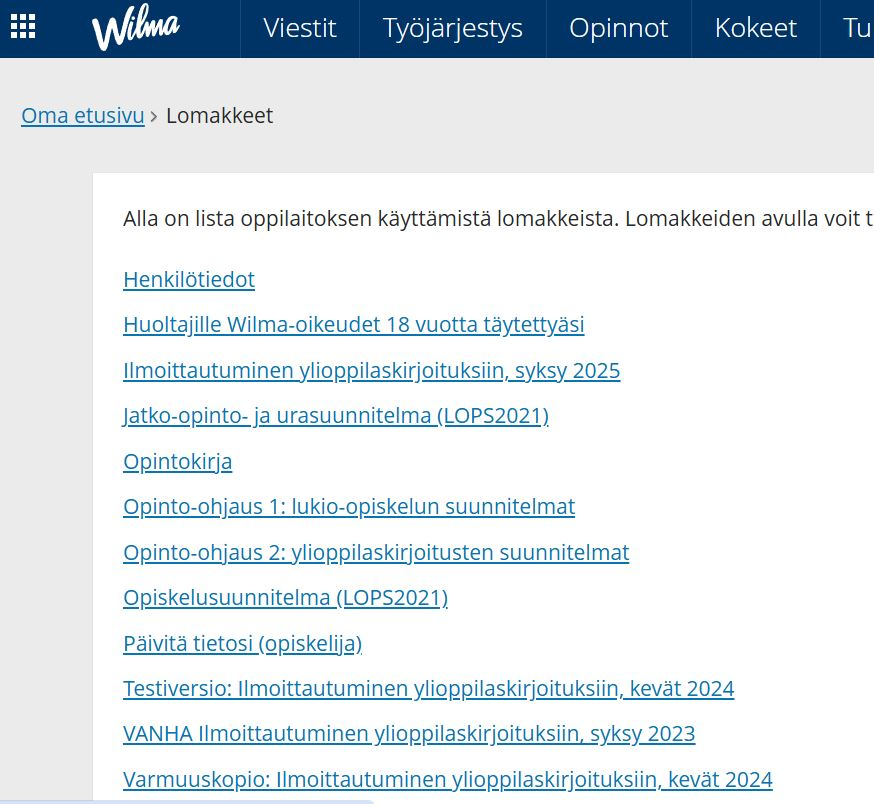 Wilma
Viestit Työjärjestys Opinnot Kokeet Tu
Oma etusivu › Lomakkeet
Alla on lista oppilaitoksen käyttämistä lomakkeista. Lomakkeiden avulla voit t
Henkilötiedot
Huoltajille Wilma-oikeudet 18 vuotta täytettyäsi
Ilmoittautuminen ylioppilaskirjoituksiin, syksy 2025
Jatko-opinto- ja urasuunnitelma (LOPS2021)
Opintokirja
Opinto-ohjaus 1: lukio-opiskelun suunnitelmat
Opinto-ohjaus 2: ylioppilaskirjoitusten suunnitelmat
Opiskelusuunnitelma (LOPS2021)
Päivitä tietosi (opiskelija)
Testiversio: Ilmoittautuminen ylioppilaskirjoituksiin, kevät 2024
VANHA Ilmoittautuminen ylioppilaskirjoituksiin, syksy 2023
Varmuuskopio: Ilmoittautuminen ylioppilaskirjoituksiin, kevät 2024